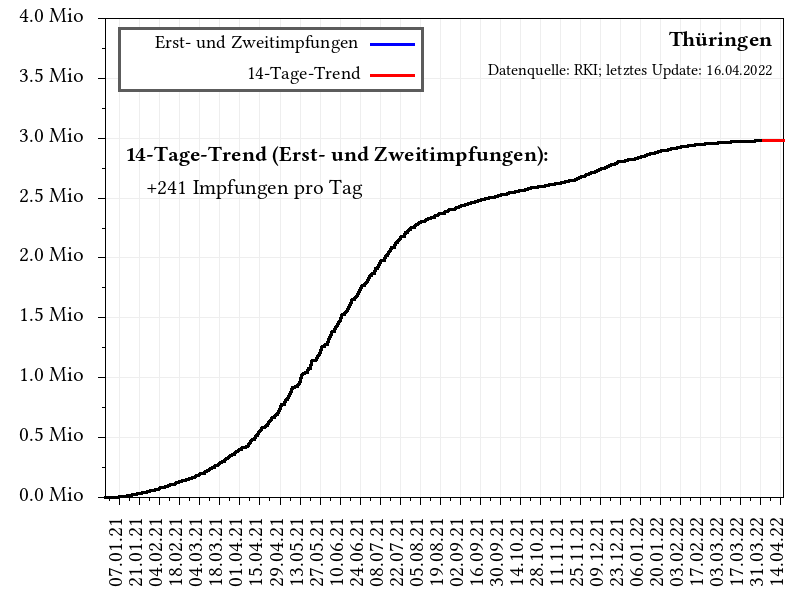 4.0 Mio
3.5 Mio
3.0 Mio
2.5 Mio
2.0 Mio
1.5 Mio
1.0 Mio
0.5 Mio
0.0 Mio
Erst- und Zweitimpfungen
14-Tage-Trend
Thüringen
Datenquelle: RKI; letztes Update: 16.04.2022
14-Tage-Trend (Erst- und Zweitimpfungen):
+241 Impfungen pro Tag
07.01.21
21.01.21
04.02.21
18.02.21
04.03.21
18.03.21
01.04.21
15.04.21
29.04.21
13.05.21
27.05.21
10.06.21
24.06.21
08.07.21
22.07.21
05.08.21
19.08.21
02.09.21
16.09.21
30.09.21
14.10.21
28.10.21
11.11.21
25.11.21
09.12.21
23.12.21
06.01.22
20.01.22
03.02.22
17.02.22
03.03.22
17.03.22
31.03.22
14.04.22